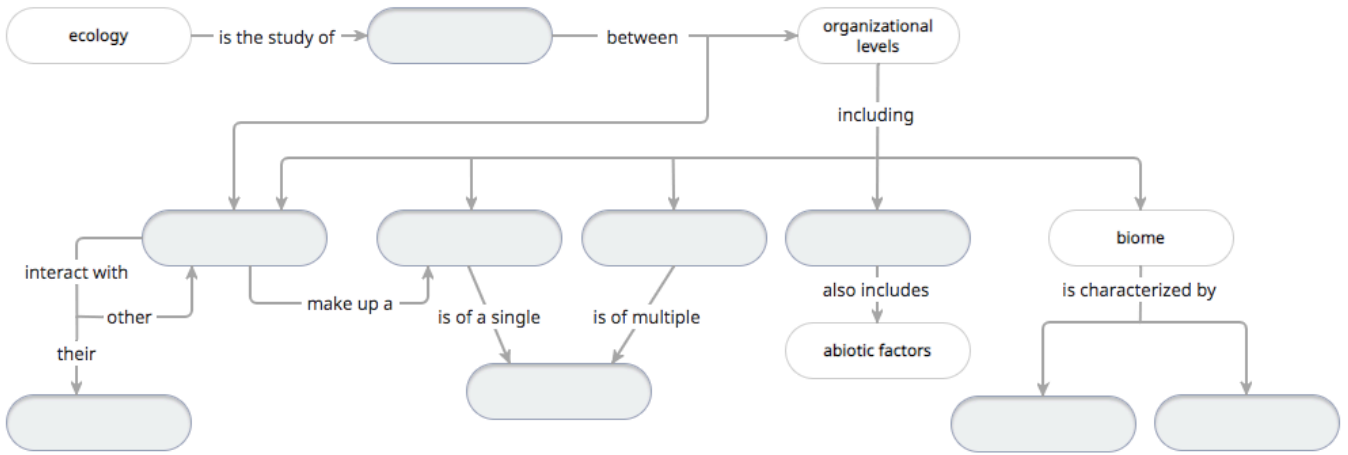 ecology
is the study of
between
organizational
levels
including
interact with
other
their
make up a
is of a single
is of multiple
also includes
abiotic factors
biome
is characterized by